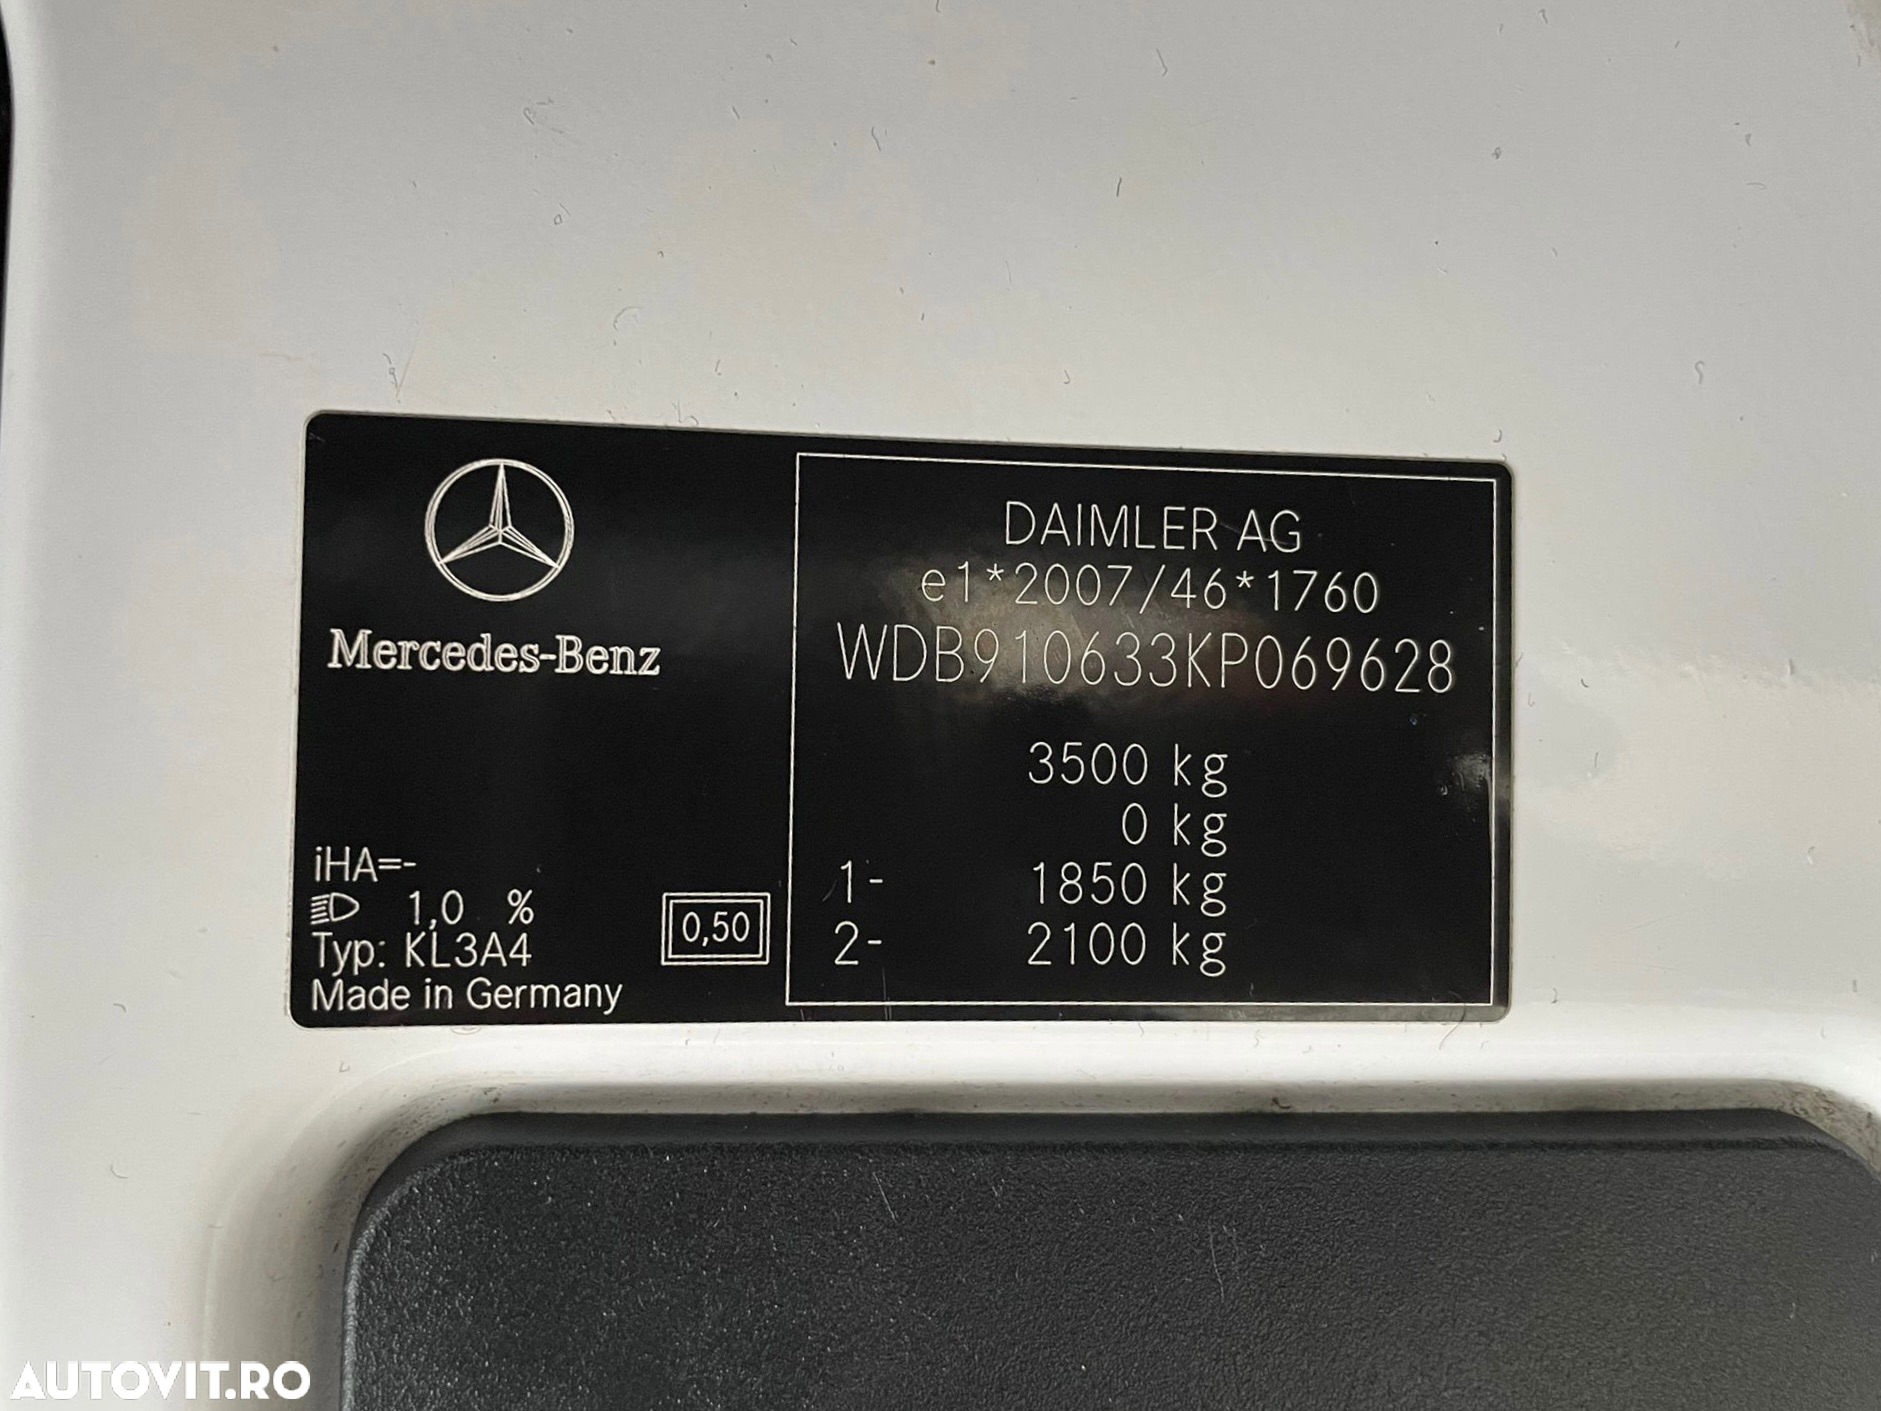 Mercedes-Benz
iHA=-
1,0 %
Typ: KL3A4
Made in Germany
0,50
DAIMLER AG
e1*2007/46*1760
WDB910633KP069628
3500 kg
0 kg
1- 1850 kg
2- 2100 kg
AUTOVIT.RO